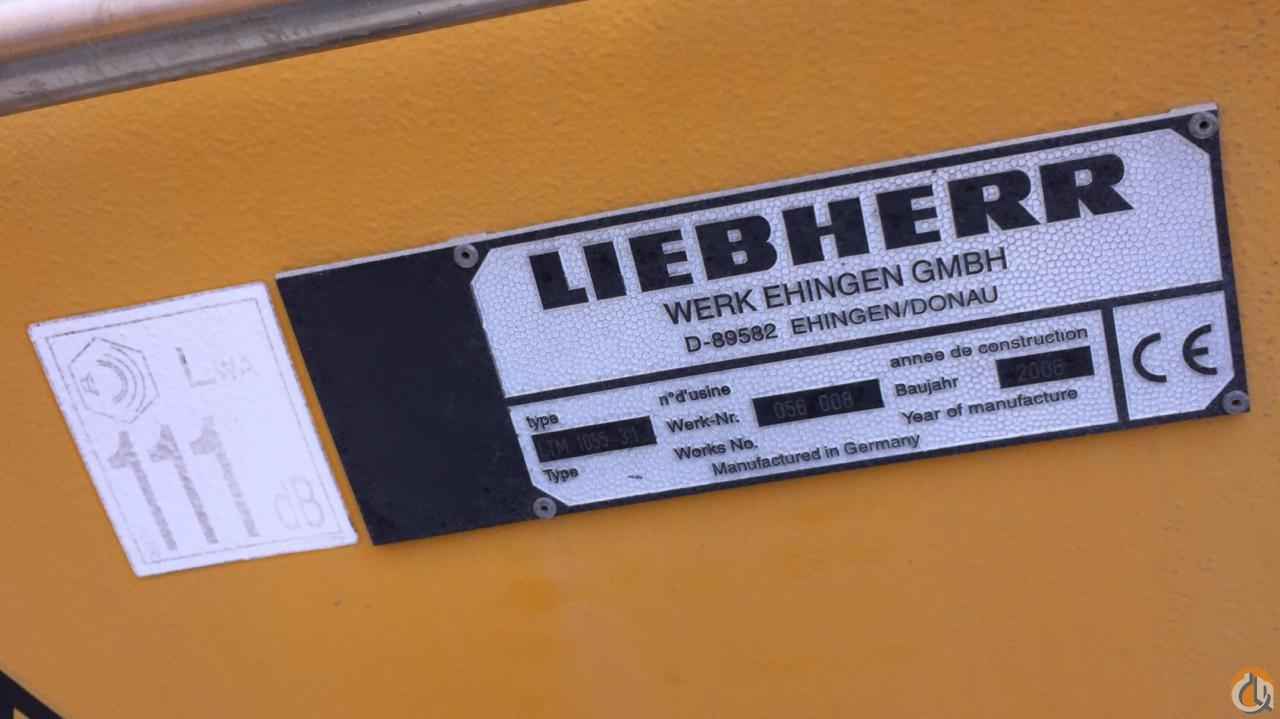 LWA
111
dB
LIEBHERR
WERK EHINGEN GMBH
D-89582 EHINGEN/DONAU
type
LTM 1055-3.1
Type
n°d'usine
Werk-Nr. 056 008
Works No.
annee de construction
Baujahr 2006
Year of manufacture
Manufactured in Germany
CE